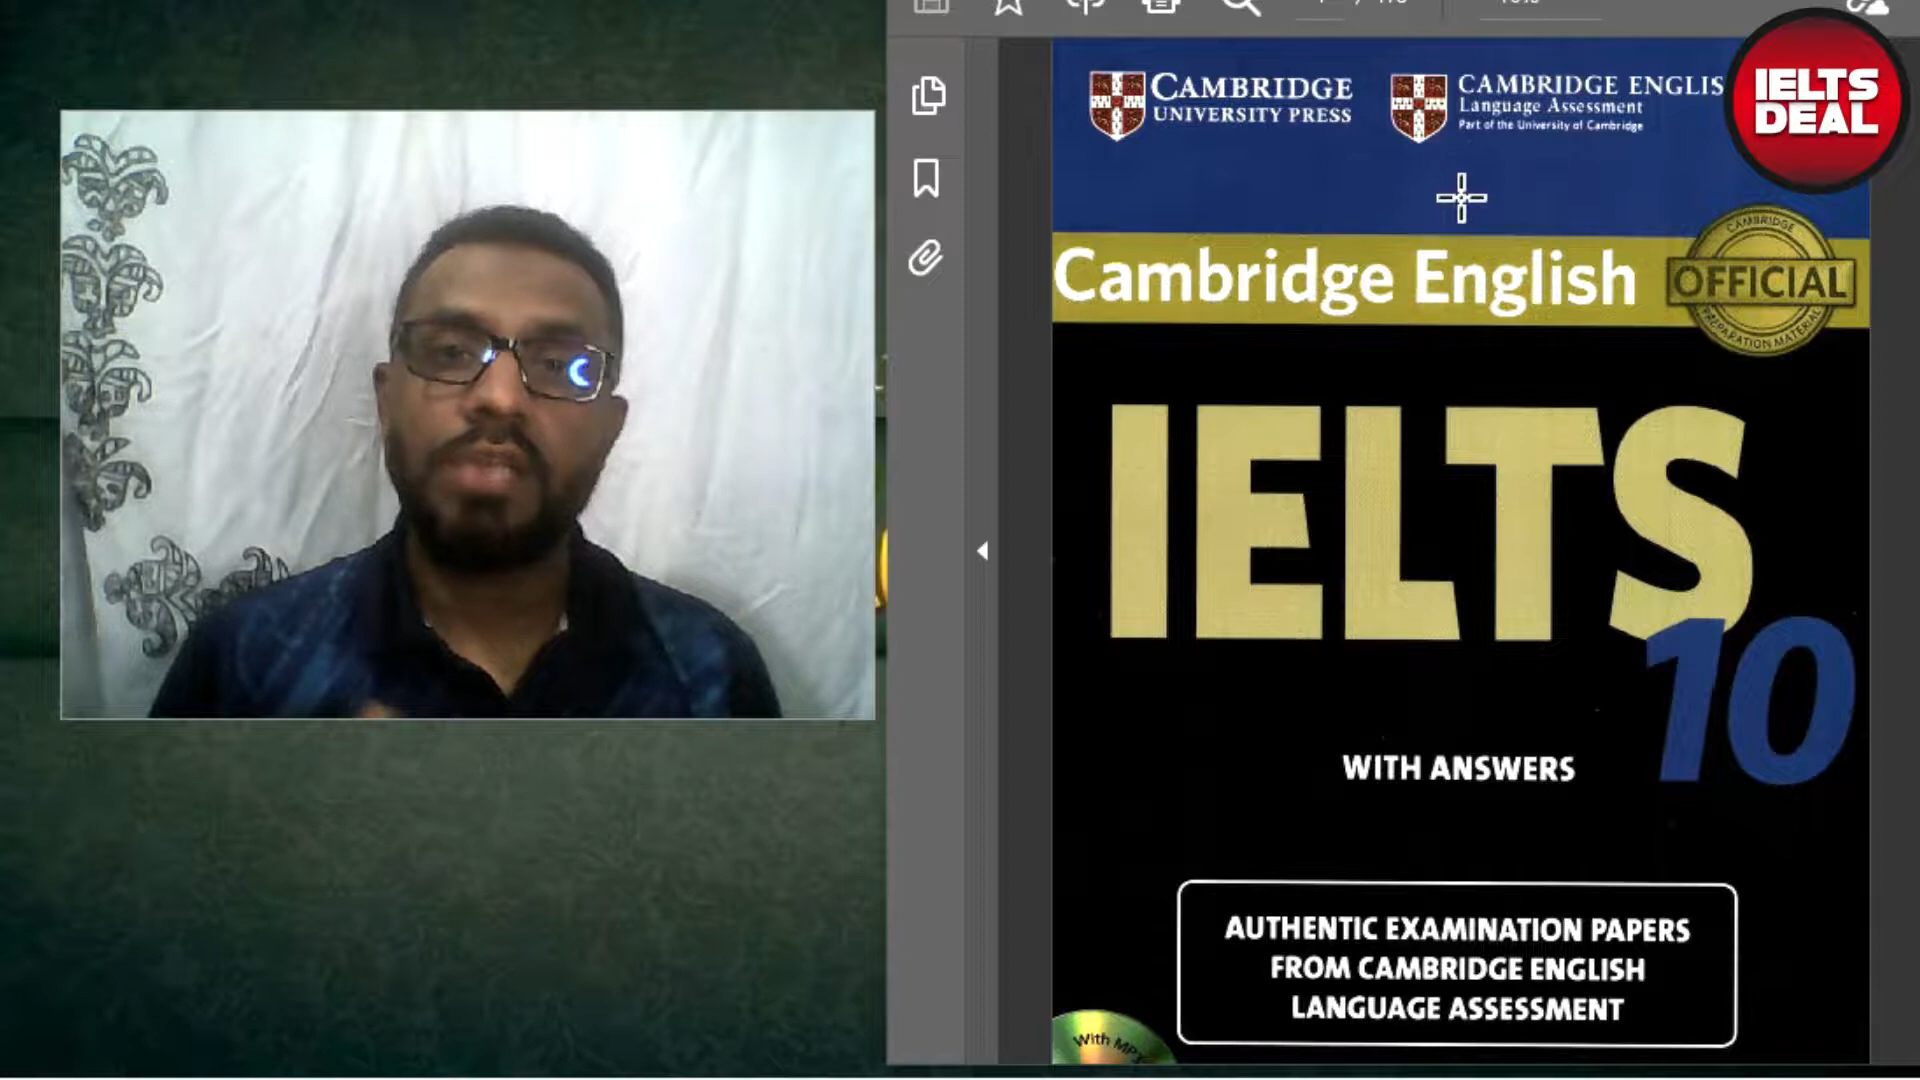 CAMBRIDGE
UNIVERSITY PRESS
CAMBRIDGE ENGLIS
Language Assessment
Part of the University of Cambridge
IELTS
DEAL
Cambridge English
CAMBRIDGE
OFFICIAL
PREPARATION MATERIAL
IELTS
10
WITH ANSWERS
AUTHENTIC EXAMINATION PAPERS
FROM CAMBRIDGE ENGLISH
LANGUAGE ASSESSMENT
With MP3